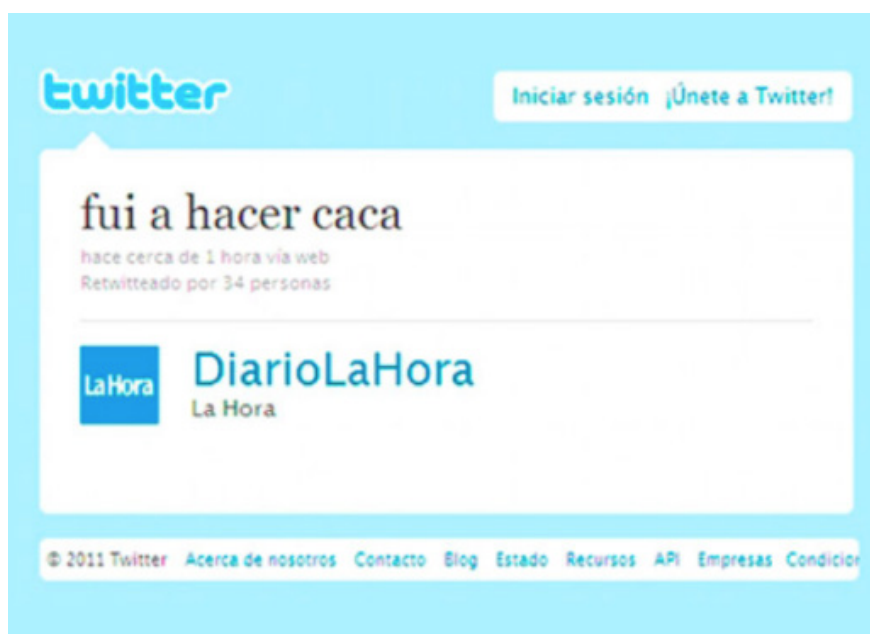 twitter
Iniciar sesión ¡Únete a Twitter!
fui a hacer caca
hace cerca de 1 hora vía web
Retwitteado por 34 personas
La Hora
DiarioLaHora
La Hora
© 2011 Twitter Acerca de nosotros Contacto Blog Estado Recursos API Empresas Condicion